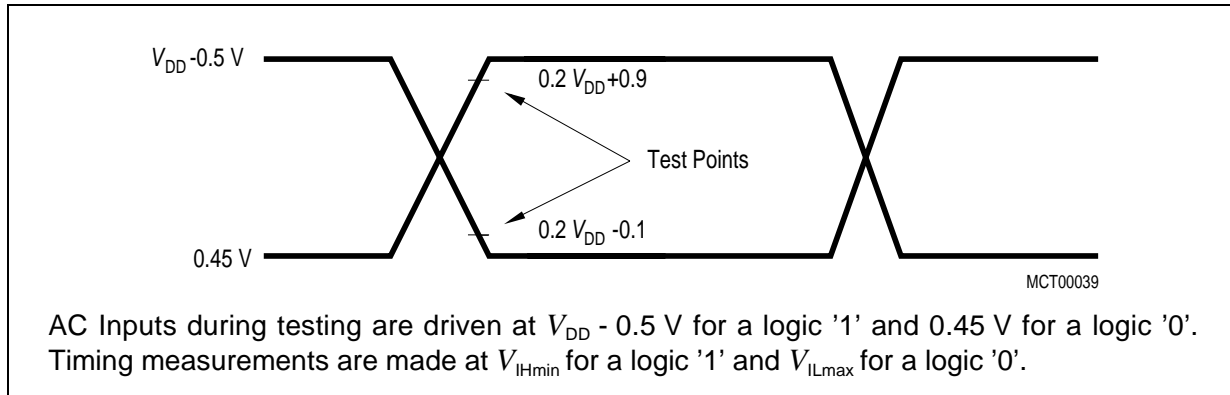 V_DD -0.5 V
0.2 V_DD+0.9
Test Points
0.2 V_DD -0.1
0.45 V
MCT00039
AC Inputs during testing are driven at V_DD - 0.5 V for a logic '1' and 0.45 V for a logic '0'.
Timing measurements are made at V_IHmin for a logic '1' and V_ILmax for a logic '0'.